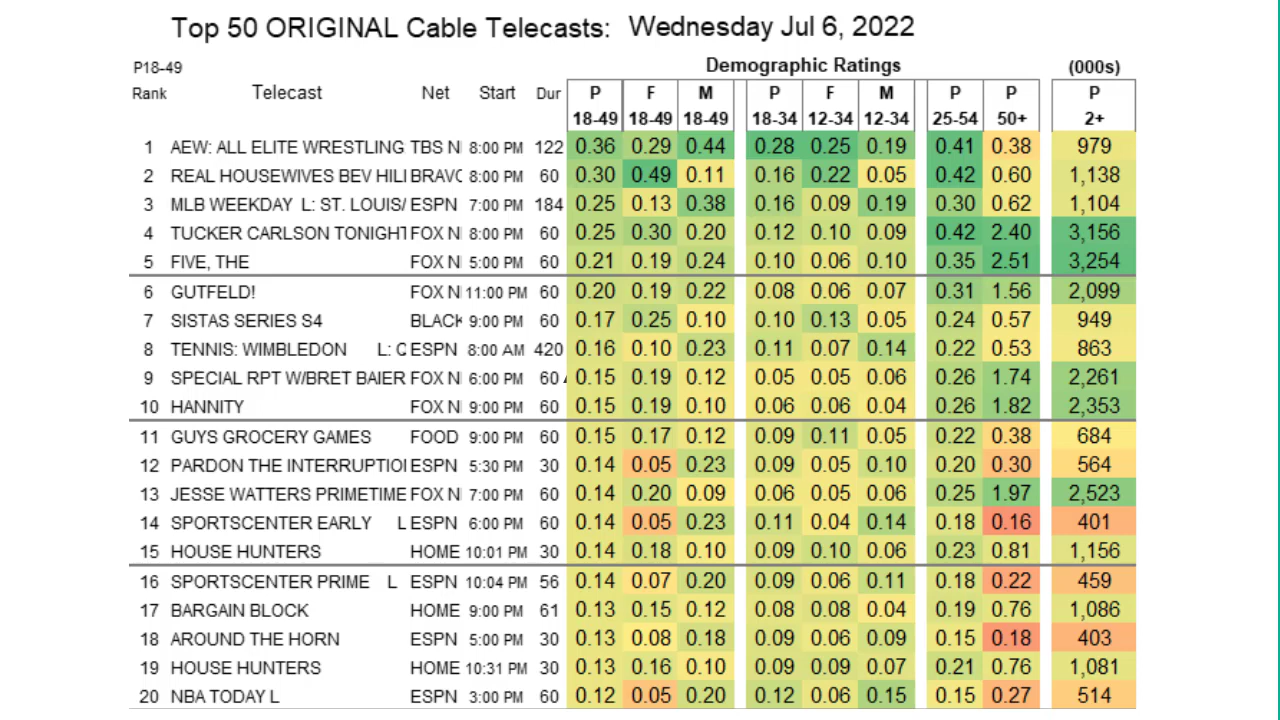 Top 50 ORIGINAL Cable Telecasts: Wednesday Jul 6, 2022
P18-49 Demographic Ratings (000s)
Rank Telecast Net Start Dur P F M P F M P P P
18-49 18-49 18-49 18-34 12-34 12-34 25-54 50+ 2+
1 AEW: ALL ELITE WRESTLING TBS N 8:00 PM 122 0.36 0.29 0.44 0.28 0.25 0.19 0.41 0.38 979
2 REAL HOUSEWIVES BEV HILI BRAVC 8:00 PM 60 0.30 0.49 0.11 0.16 0.22 0.05 0.42 0.60 1,138
3 MLB WEEKDAY L: ST. LOUIS/ ESPN 7:00 PM 184 0.25 0.13 0.38 0.16 0.09 0.19 0.30 0.62 1,104
4 TUCKER CARLSON TONIGHT FOX N 8:00 PM 60 0.25 0.30 0.20 0.12 0.10 0.09 0.42 2.40 3,156
5 FIVE, THE FOX N 5:00 PM 60 0.21 0.19 0.24 0.10 0.06 0.10 0.35 2.51 3,254
6 GUTFELD! FOX N 11:00 PM 60 0.20 0.19 0.22 0.08 0.06 0.07 0.31 1.56 2,099
7 SISTAS SERIES S4 BLACK 9:00 PM 60 0.17 0.25 0.10 0.10 0.13 0.05 0.24 0.57 949
8 TENNIS: WIMBLEDON L: Q ESPN 8:00 AM 420 0.16 0.10 0.23 0.11 0.07 0.14 0.22 0.53 863
9 SPECIAL RPT W/BRET BAIER FOX N 6:00 PM 60 0.15 0.19 0.12 0.05 0.05 0.06 0.26 1.74 2,261
10 HANNITY FOX N 9:00 PM 60 0.15 0.19 0.10 0.06 0.06 0.04 0.26 1.82 2,353
11 GUYS GROCERY GAMES FOOD 9:00 PM 60 0.15 0.17 0.12 0.09 0.11 0.05 0.22 0.38 684
12 PARDON THE INTERRUPTIOI ESPN 5:30 PM 30 0.14 0.05 0.23 0.09 0.05 0.10 0.20 0.30 564
13 JESSE WATTERS PRIMETIME FOX N 7:00 PM 60 0.14 0.20 0.09 0.06 0.05 0.06 0.25 1.97 2,523
14 SPORTSCENTER EARLY L ESPN 6:00 PM 60 0.14 0.05 0.23 0.11 0.04 0.14 0.18 0.16 401
15 HOUSE HUNTERS HOME 10:01 PM 30 0.14 0.18 0.10 0.09 0.10 0.06 0.23 0.81 1,156
16 SPORTSCENTER PRIME L ESPN 10:04 PM 56 0.14 0.07 0.20 0.09 0.06 0.11 0.18 0.22 459
17 BARGAIN BLOCK HOME 9:00 PM 61 0.13 0.15 0.12 0.08 0.08 0.04 0.19 0.76 1,086
18 AROUND THE HORN ESPN 5:00 PM 30 0.13 0.08 0.18 0.09 0.06 0.09 0.15 0.18 403
19 HOUSE HUNTERS HOME 10:31 PM 30 0.13 0.16 0.10 0.09 0.09 0.07 0.21 0.76 1,081
20 NBA TODAY L ESPN 3:00 PM 60 0.12 0.05 0.20 0.12 0.06 0.15 0.15 0.27 514